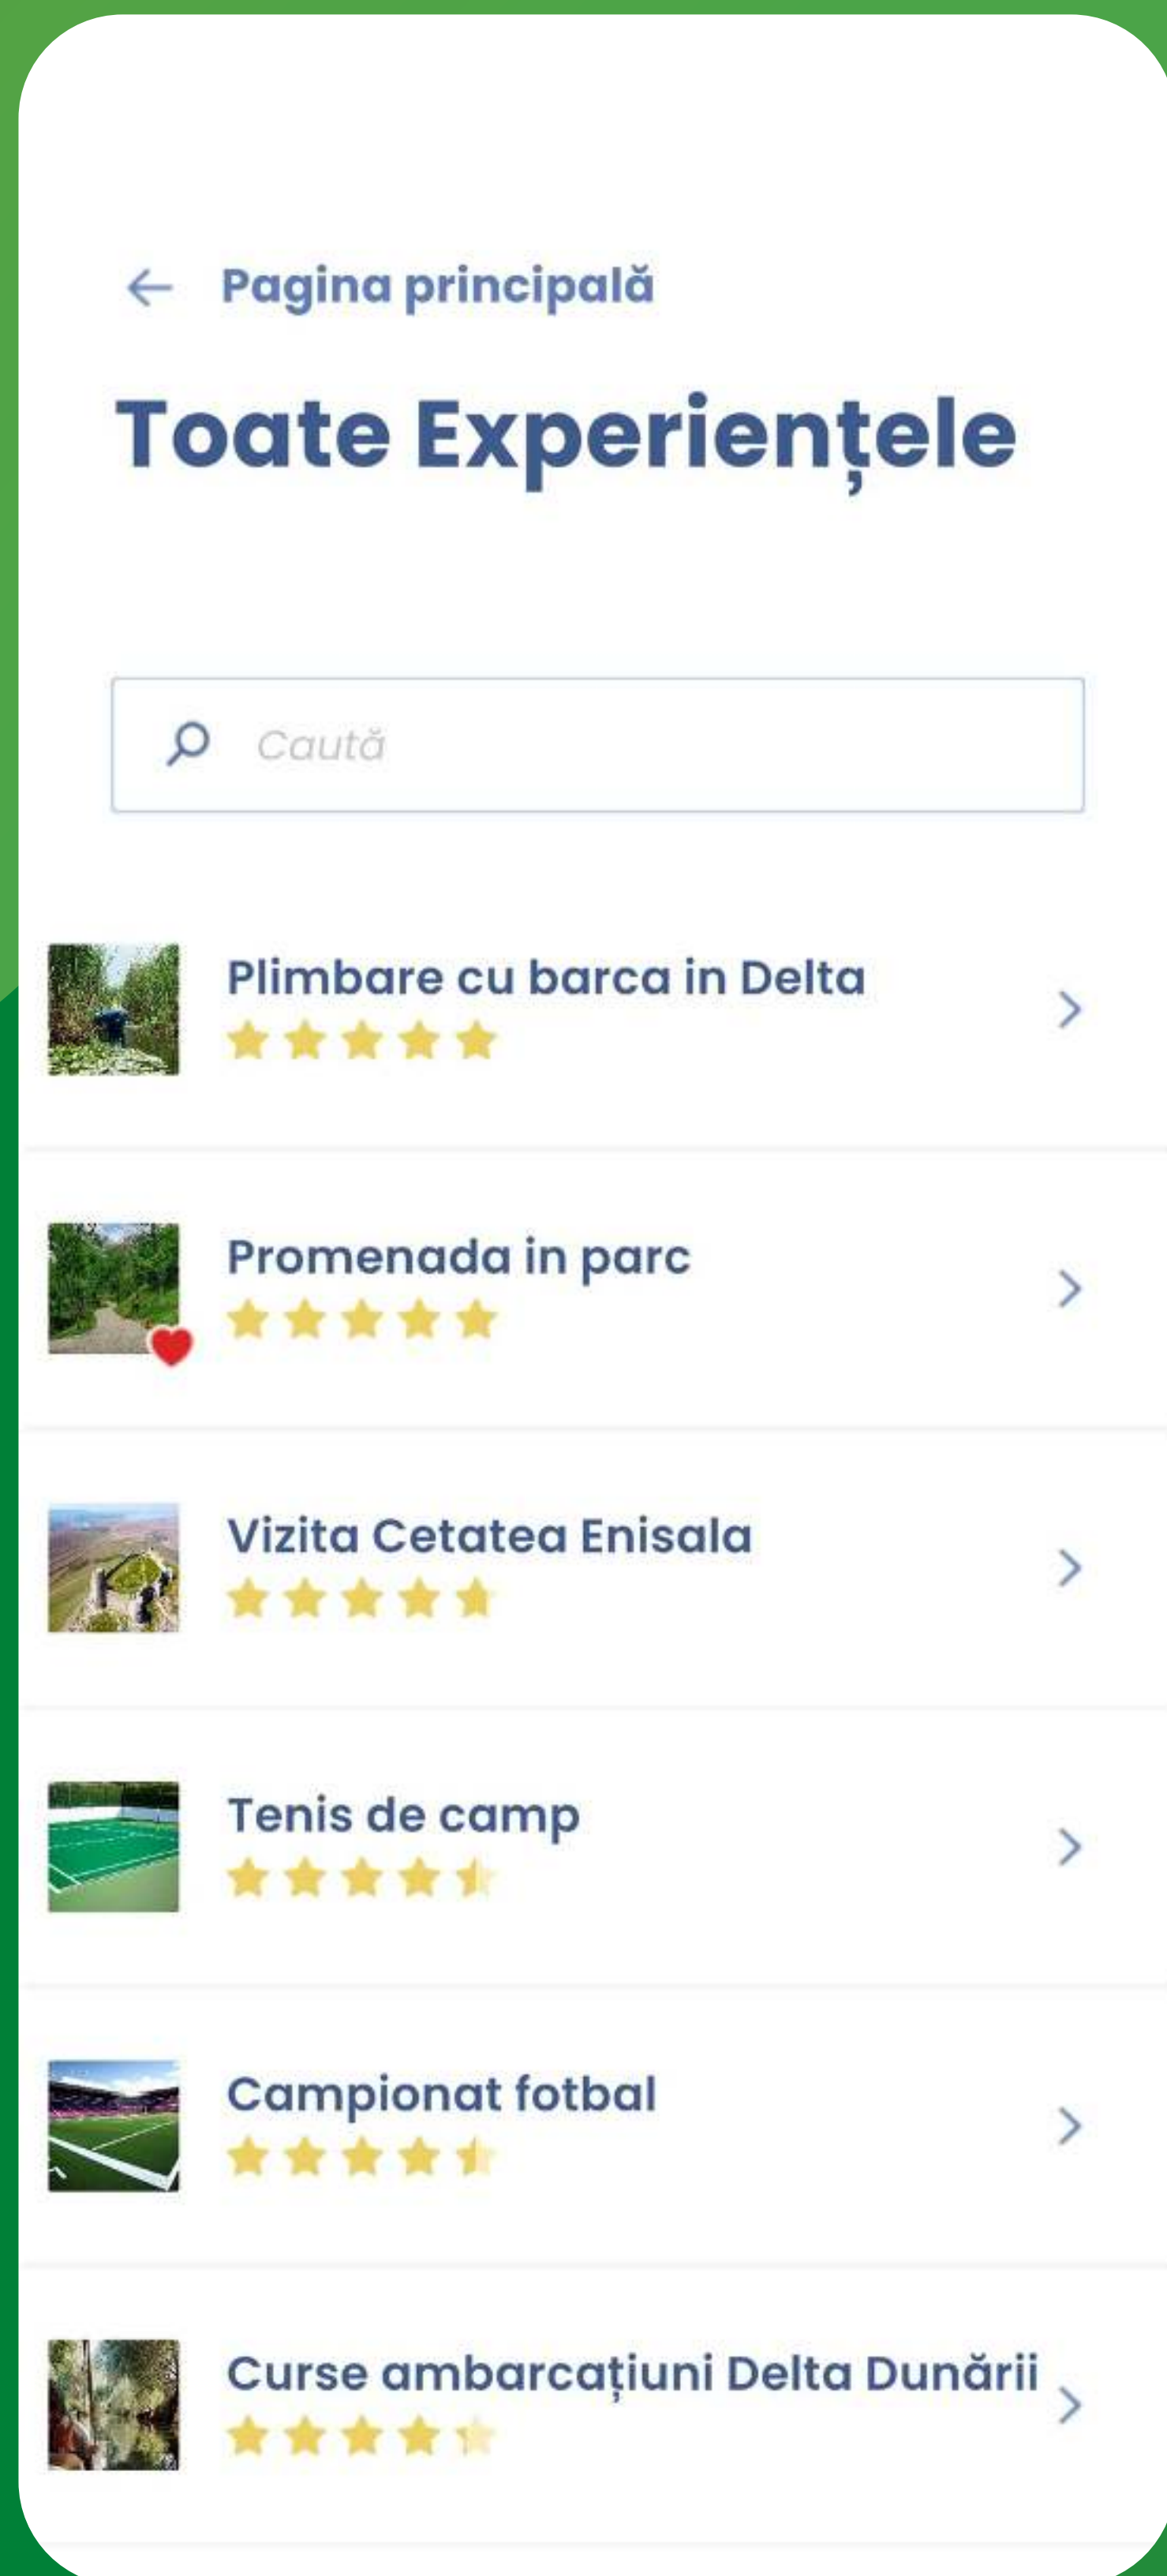 Pagina principală
Toate Experiențele
Caută
Plimbare cu barca in Delta
Promenada in parc
Vizita Cetatea Enisala
Tenis de camp
Campionat fotbal
Curse ambarcațiuni Delta Dunării